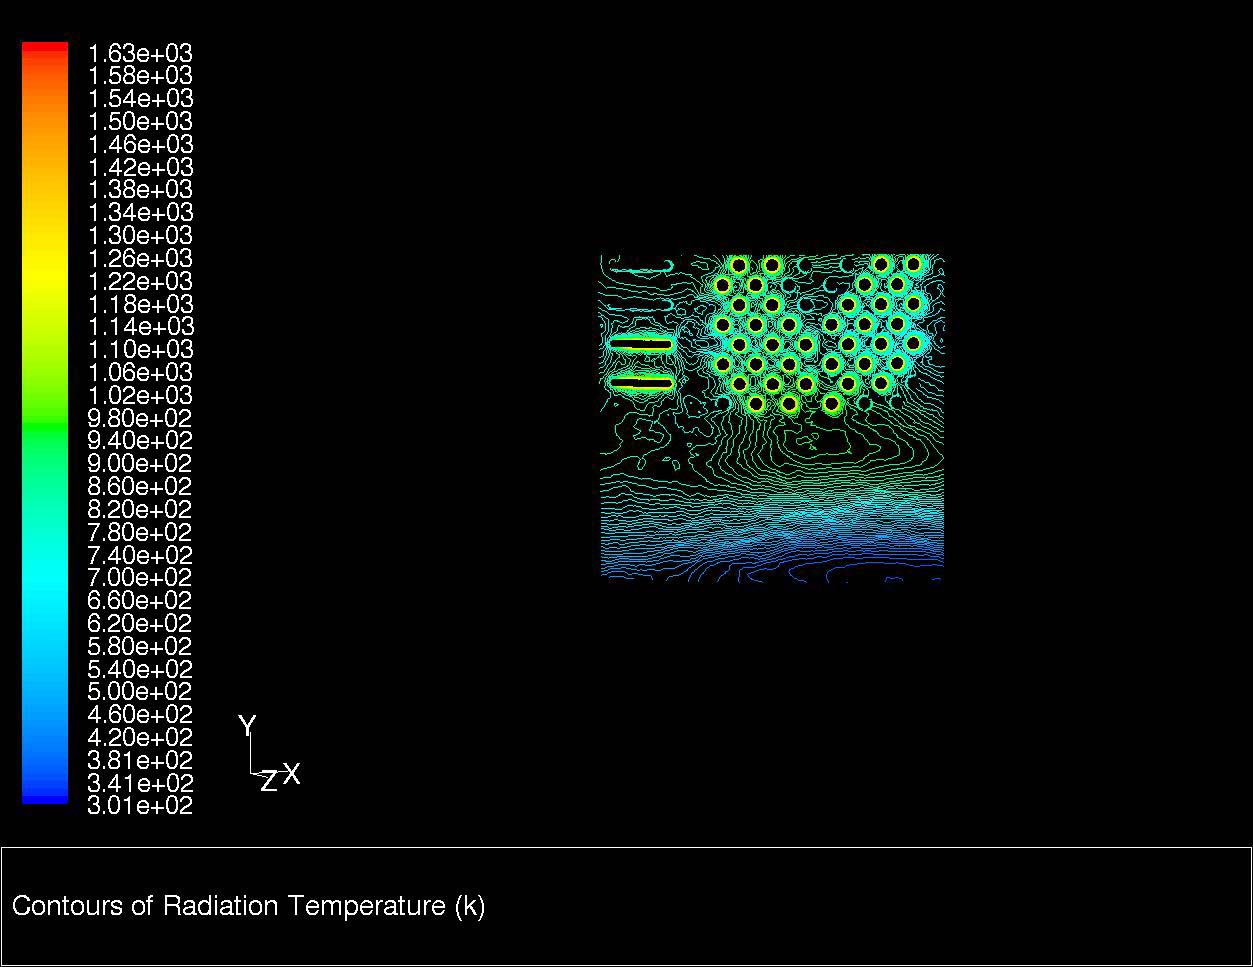 1.63e+03
1.58e+03
1.54e+03
1.50e+03
1.46e+03
1.42e+03
1.38e+03
1.34e+03
1.30e+03
1.26e+03
1.22e+03
1.18e+03
1.14e+03
1.10e+03
1.06e+03
1.02e+03
9.80e+02
9.40e+02
9.00e+02
8.60e+02
8.20e+02
7.80e+02
7.40e+02
7.00e+02
6.60e+02
6.20e+02
5.80e+02
5.40e+02
5.00e+02
4.60e+02
4.20e+02
3.81e+02
3.41e+02
3.01e+02
Y
Z X
Contours of Radiation Temperature (k)